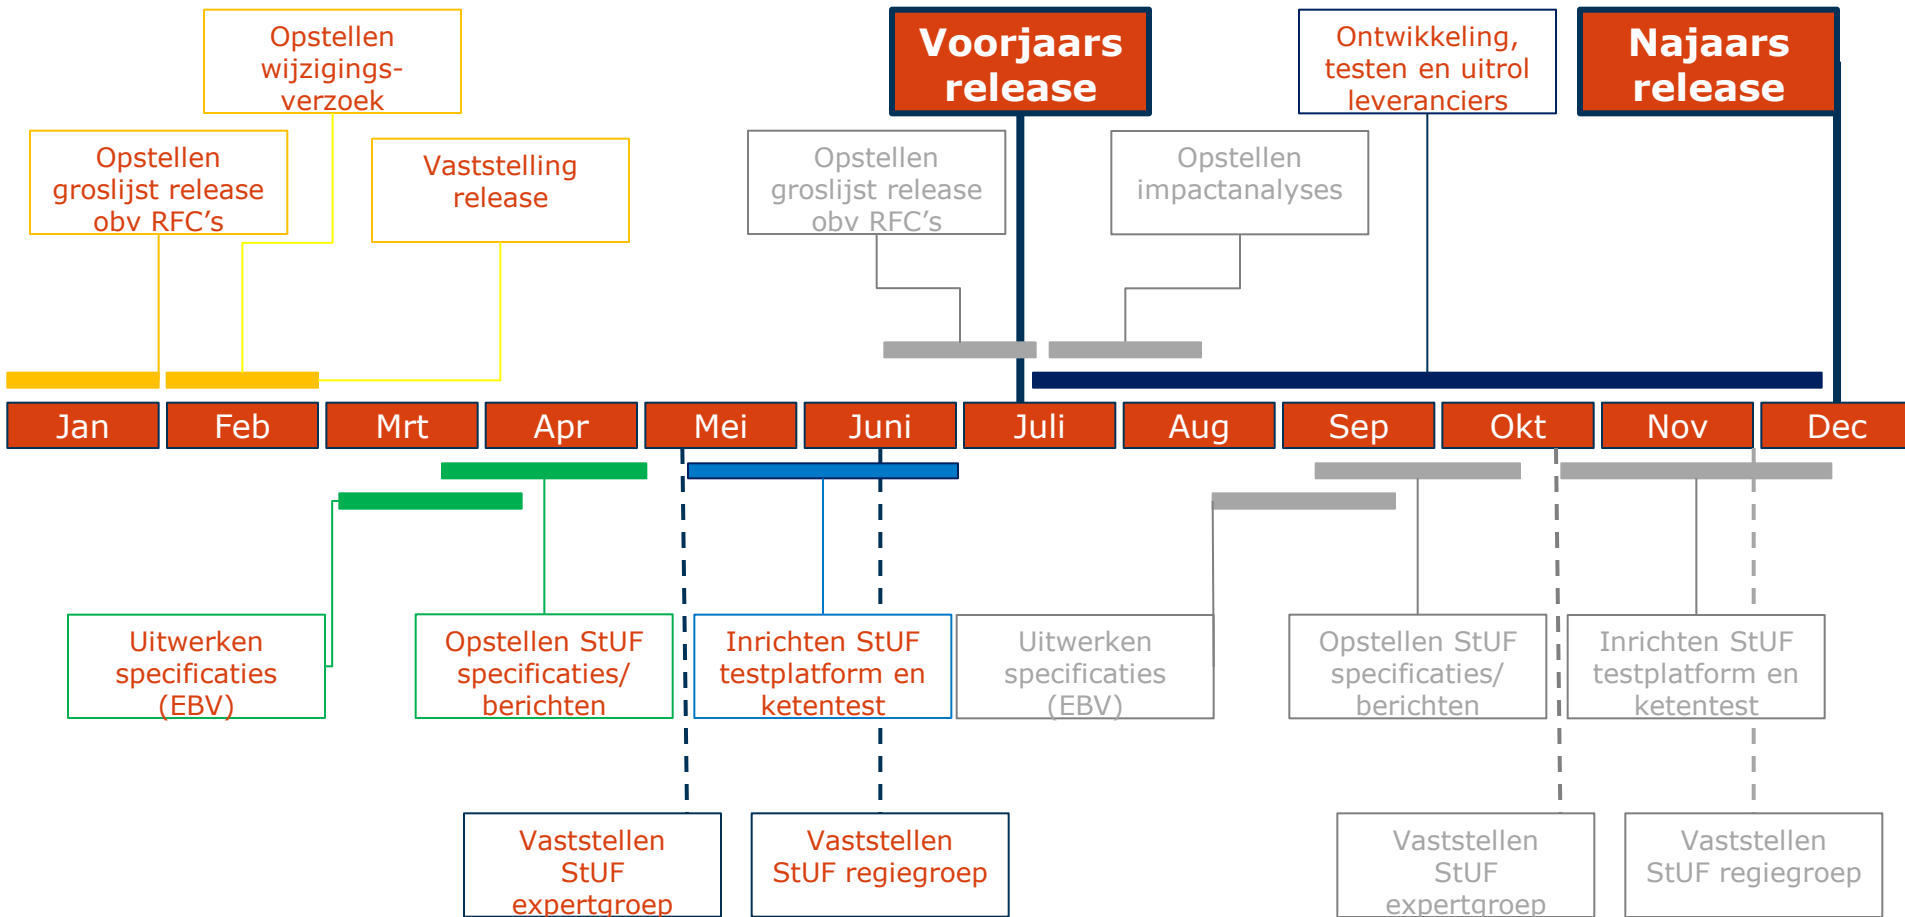 Opstellen
wijzigings-
verzoek
Voorjaars
release
Ontwikkeling,
testen en uitrol
leveranciers
Najaars
release
Opstellen
groslijst release
obv RFC’s
Vaststelling
release
Opstellen
groslijst release
obv RFC’s
Opstellen
impactanalyses
Jan
Feb
Mrt
Apr
Mei
Juni
Juli
Aug
Sep
Okt
Nov
Dec
Uitwerken
specificaties
(EBV)
Opstellen StUF
specificaties/
berichten
Inrichten StUF
testplatform en
ketentest
Uitwerken
specificaties
(EBV)
Opstellen StUF
specificaties/
berichten
Inrichten StUF
testplatform en
ketentest
Vaststellen
StUF
expertgroep
Vaststellen
StUF regiegroep
Vaststellen
StUF
expertgroep
Vaststellen
StUF regiegroep